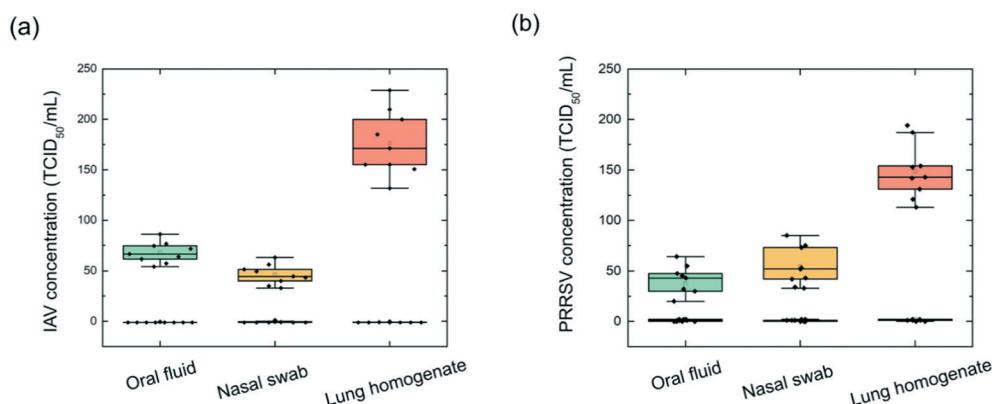 (a)
IAV concentration (TCID50/mL)
250
200
150
100
50
0
Oral fluid
Nasal swab
Lung homogenate
(b)
PRRSV concentration (TCID50/mL)
250
200
150
100
50
0
Oral fluid
Nasal swab
Lung homogenate